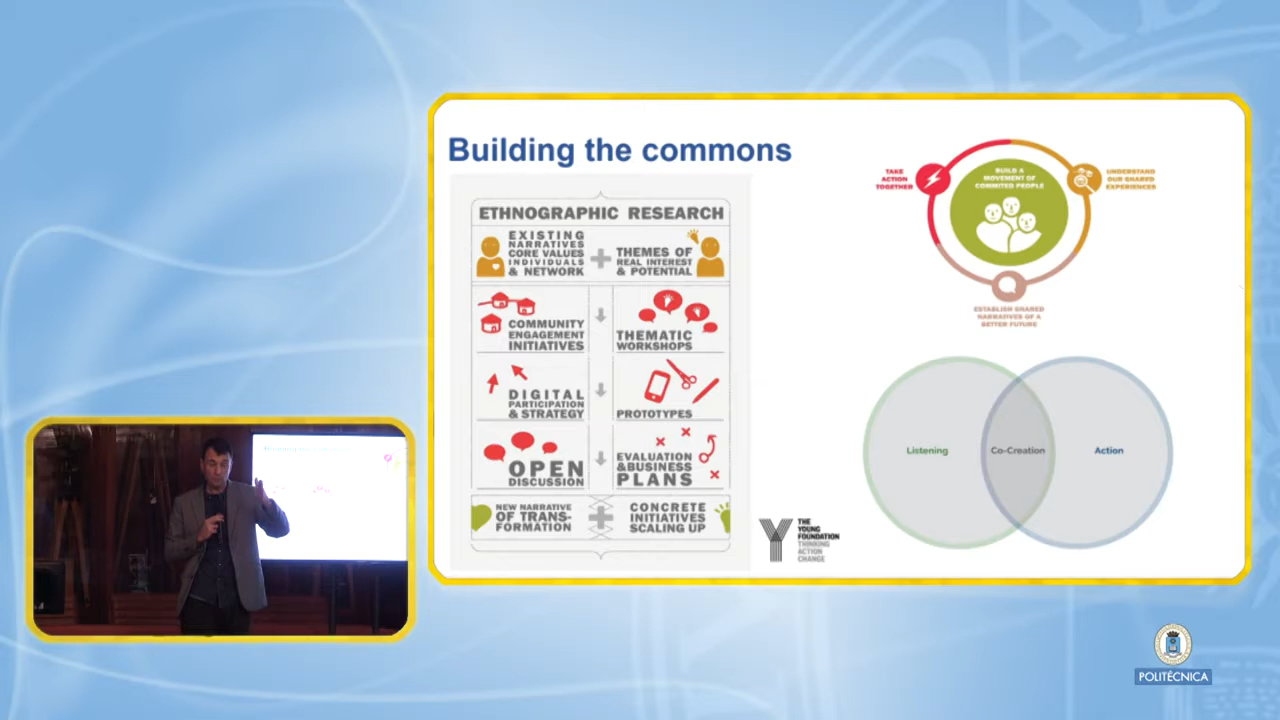 Building the commons
ETHNOGRAPHIC RESEARCH
EXISTING
NARRATIVES
CORE VALUES
INDIVIDUALS
& NETWORK
THEMES OF
REAL INTEREST
& POTENTIAL
COMMUNITY
ENGAGEMENT
INITIATIVES
THEMATIC
WORKSHOPS
DIGITAL
PARTICIPATION
& STRATEGY
PROTOTYPES
OPEN
DISCUSSION
EVALUATION
&BUSINESS
PLANS
NEW NARRATIVE
OF TRANS-
FORMATION
CONCRETE
INITIATIVES
SCALING UP
THE
YOUNG
FOUNDATION
THINKING
ACTION
CHANGE
TAKE
ACTION
TOGETHER
BUILD A
MOVEMENT OF
COMMITED PEOPLE
UNDERSTAND
OUR SHARED
EXPERIENCES
ESTABLISH SHARED
NARRATIVES OF A
BETTER FUTURE
Listening
Co-Creation
Action
POLITÉCNICA